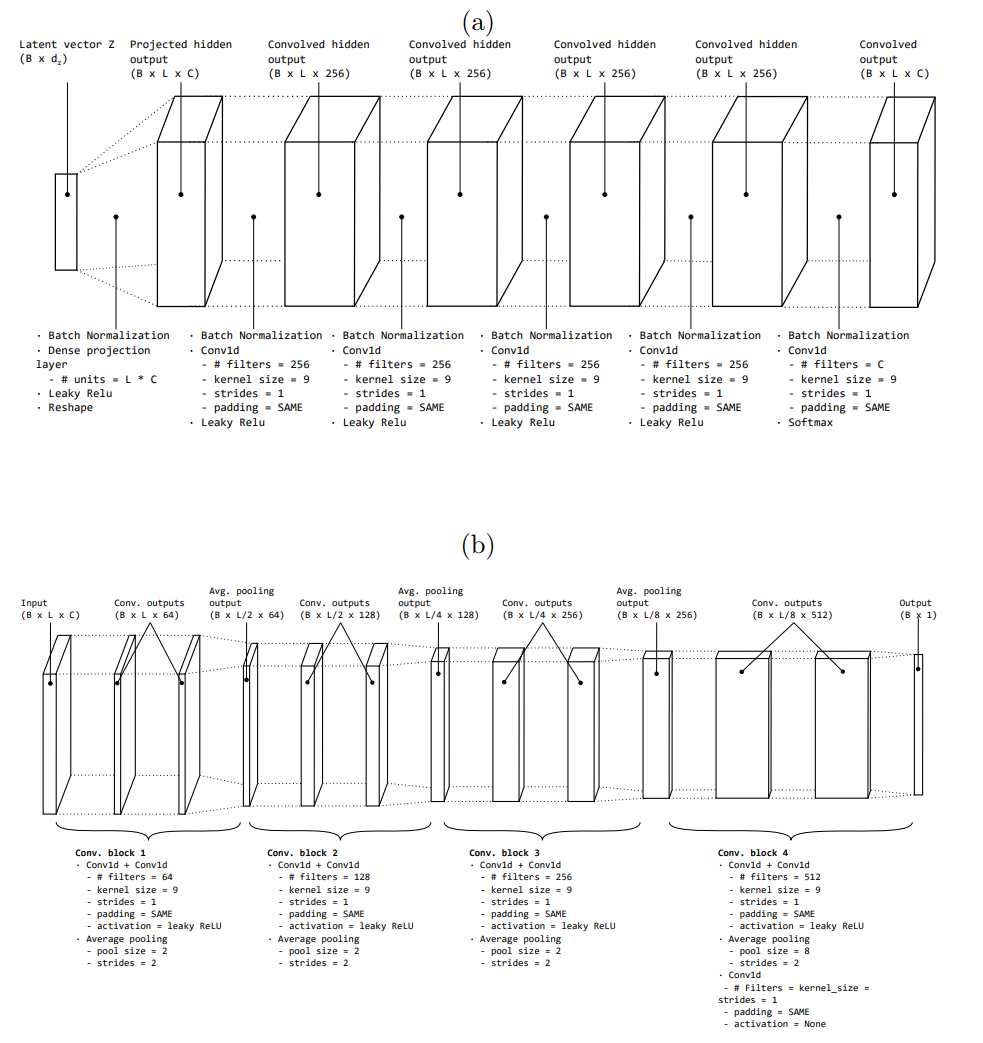 (a)
Latent vector Z
(B x dz)
Projected hidden
output
(B x L x C)
Convolved hidden
output
(B x L x 256)
Convolved hidden
output
(B x L x 256)
Convolved hidden
output
(B x L x 256)
Convolved hidden
output
(B x L x 256)
Convolved
output
(B x L x C)
· Batch Normalization
· Dense projection
layer
- # units = L * C
· Leaky Relu
· Reshape
· Batch Normalization
· Conv1d
- # filters = 256
- kernel size = 9
- strides = 1
- padding = SAME
· Leaky Relu
· Batch Normalization
· Conv1d
- # filters = 256
- kernel size = 9
- strides = 1
- padding = SAME
· Leaky Relu
· Batch Normalization
· Conv1d
- # filters = 256
- kernel size = 9
- strides = 1
- padding = SAME
· Leaky Relu
· Batch Normalization
· Conv1d
- # filters = 256
- kernel size = 9
- strides = 1
- padding = SAME
· Leaky Relu
· Batch Normalization
· Conv1d
- # filters = C
- kernel size = 9
- strides = 1
- padding = SAME
· Softmax
(b)
Input
(B x L x C)
Conv. outputs
(B x L x 64)
Avg. pooling
output
(B x L/2 x 64)
Conv. outputs
(B x L/2 x 128)
Avg. pooling
output
(B x L/4 x 128)
Conv. outputs
(B x L/4 x 256)
Avg. pooling
output
(B x L/8 x 256)
Conv. outputs
(B x L/8 x 512)
Output
(B x 1)
Conv. block 1
· Conv1d + Conv1d
- # filters = 64
- kernel size = 9
- strides = 1
- padding = SAME
- activation = leaky ReLU
· Average pooling
- pool size = 2
- strides = 2
Conv. block 2
· Conv1d + Conv1d
- # filters = 128
- kernel size = 9
- strides = 1
- padding = SAME
- activation = leaky ReLU
· Average pooling
- pool size = 2
- strides = 2
Conv. block 3
· Conv1d + Conv1d
- # filters = 256
- kernel size = 9
- strides = 1
- padding = SAME
- activation = leaky ReLU
· Average pooling
- pool size = 2
- strides = 2
Conv. block 4
· Conv1d + Conv1d
- # filters = 512
- kernel size = 9
- strides = 1
- padding = SAME
- activation = leaky ReLU
· Average pooling
- pool size = 8
- strides = 2
· Conv1d
- # Filters = kernel_size =
strides = 1
- padding = SAME
- activation = None